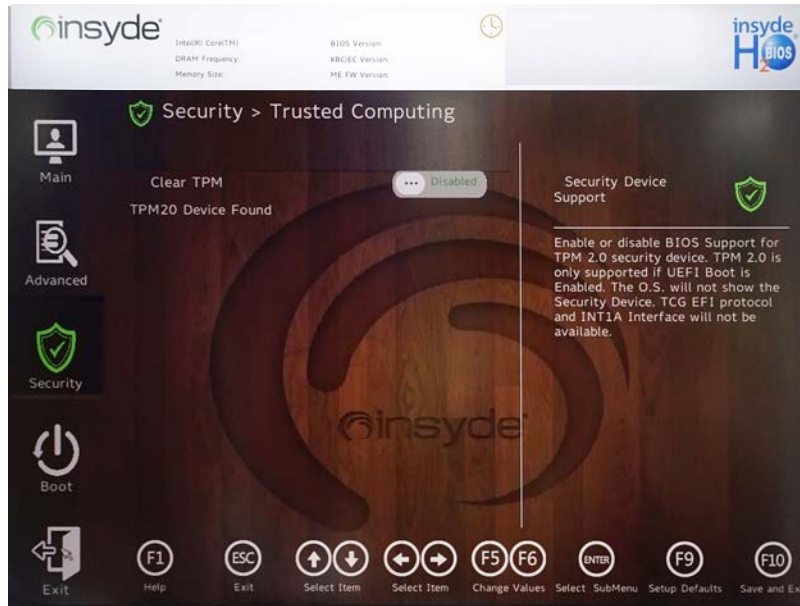 insyde
Intel(R) Core(TM)
DRAM Frequency:
Memory Size:
BIOS Version:
KBC/EC Version:
ME FW Version:
insyde
H2O BIOS
Security > Trusted Computing
Main
Advanced
Security
Boot
Exit
Clear TPM
Disabled
TPM20 Device Found
Security Device
Support
Enable or disable BIOS Support for
TPM 2.0 security device. TPM 2.0 is
only supported if UEFI Boot is
Enabled. The O.S. will not show the
Security Device. TCG EFI protocol
and INT1A Interface will not be
available.
insyde
F1
Help
ESC
Exit
Select Item
Select Item
F5 F6
Change Values
ENTER
Select SubMenu
F9
Setup Defaults
F10
Save and Ex